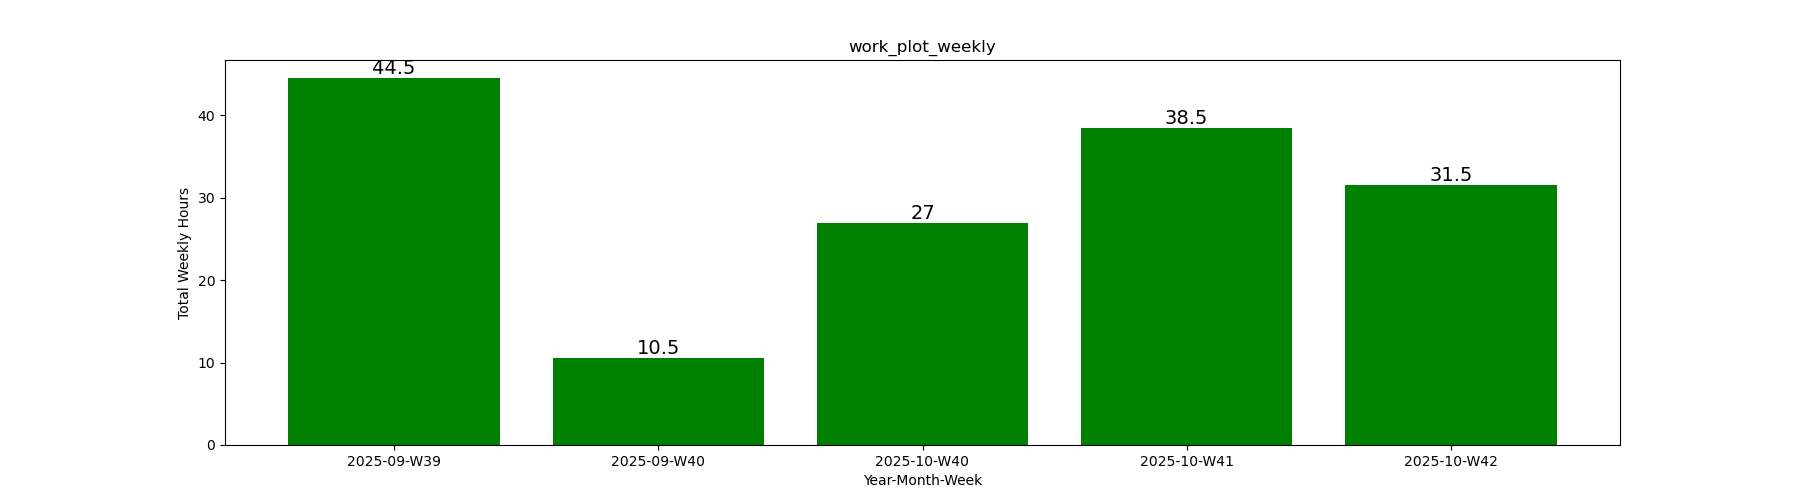 work_plot_weekly
44.5
10.5
27
38.5
31.5
Total Weekly Hours
40
30
20
10
0
2025-09-W39
2025-09-W40
2025-10-W40
2025-10-W41
2025-10-W42
Year-Month-Week